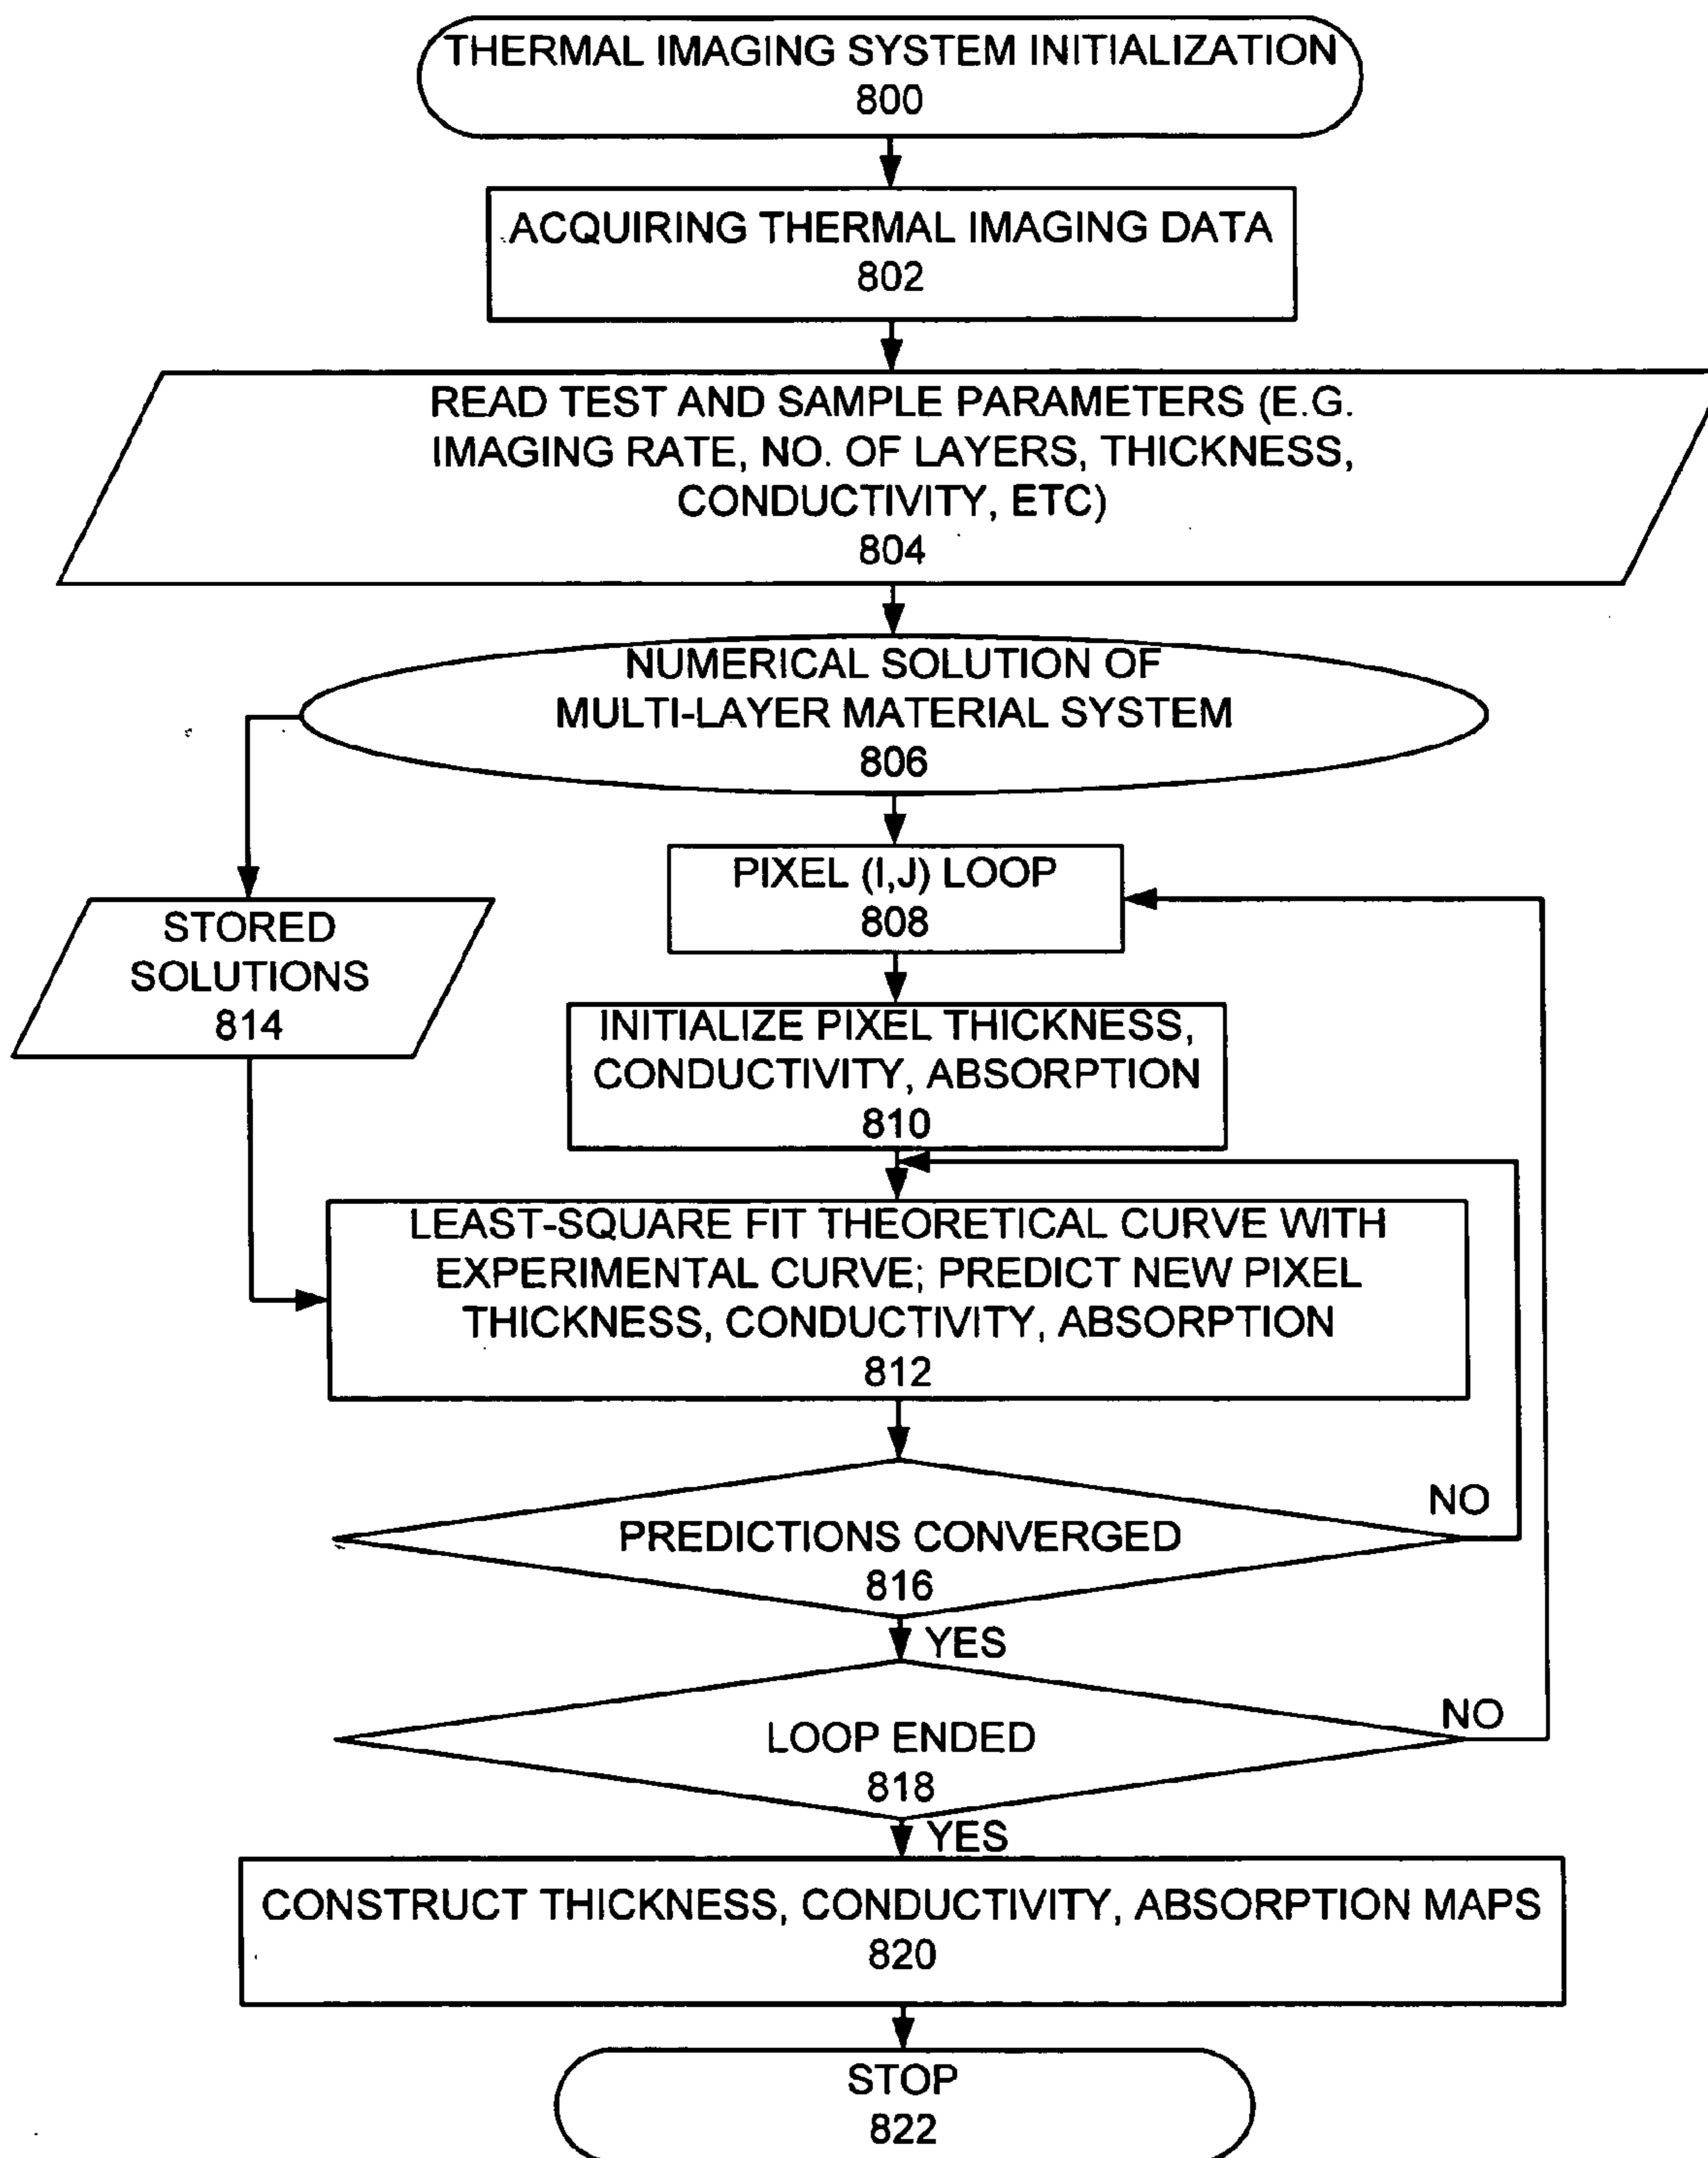 THERMAL IMAGING SYSTEM INITIALIZATION
800
ACQUIRING THERMAL IMAGING DATA
802
READ TEST AND SAMPLE PARAMETERS (E.G.
IMAGING RATE, NO. OF LAYERS, THICKNESS,
CONDUCTIVITY, ETC)
804
NUMERICAL SOLUTION OF
MULTI-LAYER MATERIAL SYSTEM
806
PIXEL (I,J) LOOP
808
STORED
SOLUTIONS
814
INITIALIZE PIXEL THICKNESS,
CONDUCTIVITY, ABSORPTION
810
LEAST-SQUARE FIT THEORETICAL CURVE WITH
EXPERIMENTAL CURVE; PREDICT NEW PIXEL
THICKNESS, CONDUCTIVITY, ABSORPTION
812
NO
PREDICTIONS CONVERGED
816
YES
NO
LOOP ENDED
818
YES
CONSTRUCT THICKNESS, CONDUCTIVITY, ABSORPTION MAPS
820
STOP
822